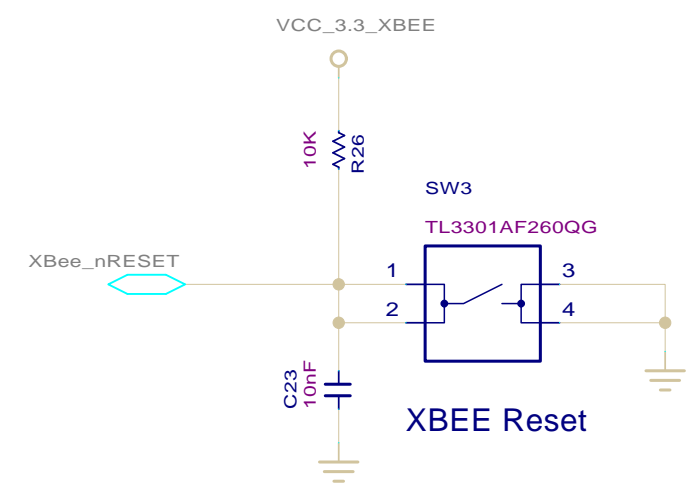 VCC_3.3_XBEE
10K
R26
SW3
TL3301AF260QG
XBee_nRESET
1
3
2
4
C23
10nF
XBEE Reset